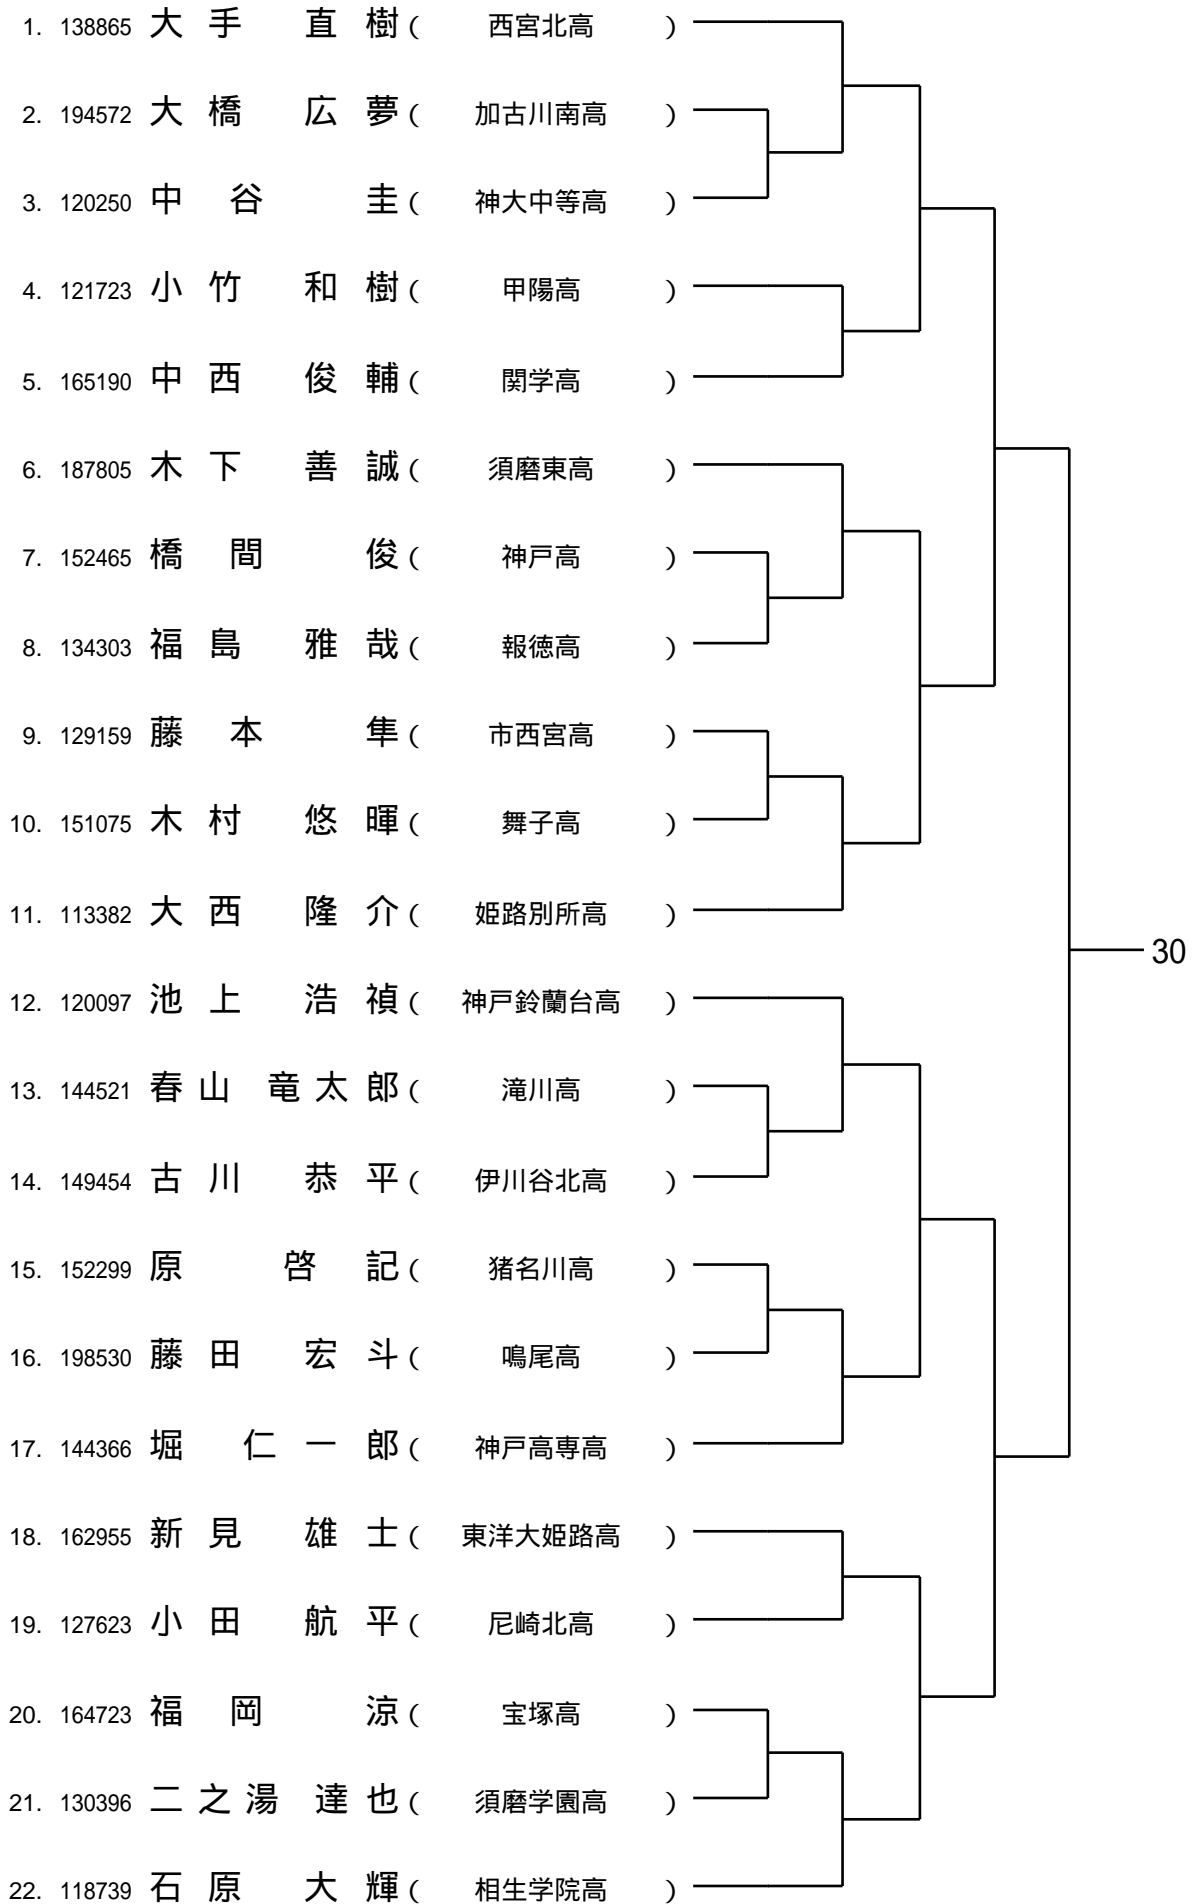 1. 138865 大手 直樹 ( 西宮北高 )
2. 194572 大橋 広夢 ( 加古川南高 )
3. 120250 中谷 圭 ( 神大中等高 )
4. 121723 小竹 和樹 ( 甲陽高 )
5. 165190 中西 俊輔 ( 関学高 )
6. 187805 木下 善誠 ( 須磨東高 )
7. 152465 橋間 俊 ( 神戸高 )
8. 134303 福島 雅哉 ( 報徳高 )
9. 129159 藤本 隼 ( 市西宮高 )
10. 151075 木村 悠暉 ( 舞子高 )
11. 113382 大西 隆介 ( 姫路別所高 )
30
12. 120097 池上 浩禎 ( 神戸鈴蘭台高 )
13. 144521 春山 竜太郎 ( 滝川高 )
14. 149454 古川 恭平 ( 伊川谷北高 )
15. 152299 原 啓記 ( 猪名川高 )
16. 198530 藤田 宏斗 ( 鳴尾高 )
17. 144366 堀 仁一郎 ( 神戸高専高 )
18. 162955 新見 雄士 ( 東洋大姫路高 )
19. 127623 小田 航平 ( 尼崎北高 )
20. 164723 福岡 涼 ( 宝塚高 )
21. 130396 二之湯 達也 ( 須磨学園高 )
22. 118739 石原 大輝 ( 相生学院高 )